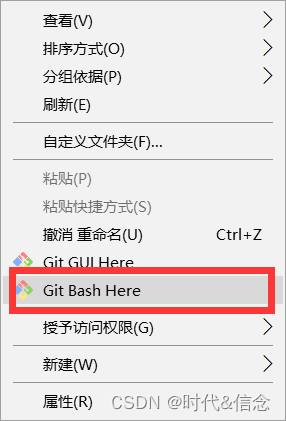 查看(V)
排序方式(O)
分组依据(P)
刷新(E)
自定义文件夹(F)...
粘贴(P)
粘贴快捷方式(S)
撤消 重命名(U) Ctrl+Z
Git GUI Here
Git Bash Here
授予访问权限(G)
新建(W)
属性(R)
CSDN @时代&信念